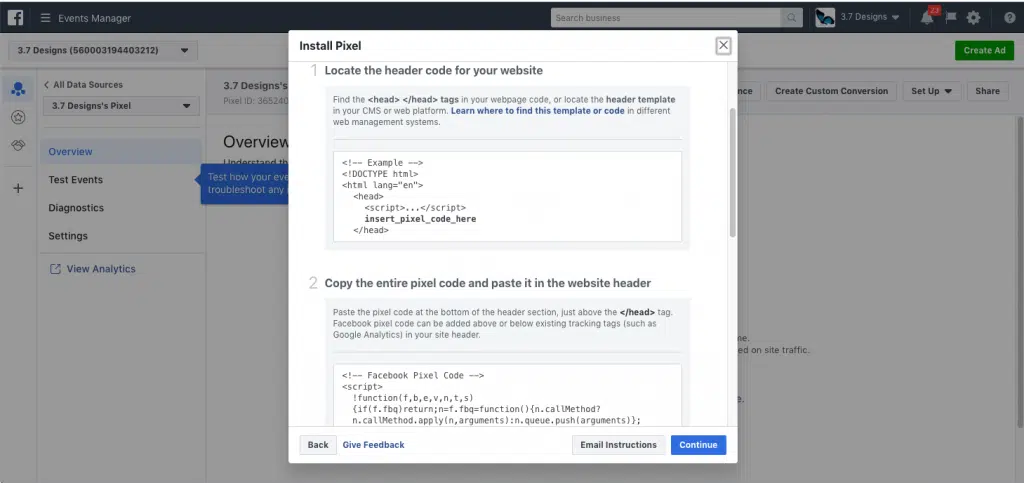 Events Manager
Search business
3.7 Designs
23
3.7 Designs (560003194403212)
Create Ad
All Data Sources
3.7 Designs's Pixel
3.7 Designs's
Pixel ID: 365240
nce
Create Custom Conversion
Set Up
Share
Overview
Test Events
Diagnostics
Settings
View Analytics
Overview
Understand th
Test how your eve
troubleshoot any
Install Pixel
1 Locate the header code for your website
Find the <head> </head> tags in your webpage code, or locate the header template
in your CMS or web platform. Learn where to find this template or code in different
web management systems.
<!-- Example -->
<!DOCTYPE html>
<html lang="en">
<head>
<script>...</script>
insert_pixel_code_here
</head>
2 Copy the entire pixel code and paste it in the website header
Paste the pixel code at the bottom of the header section, just above the </head> tag.
Facebook pixel code can be added above or below existing tracking tags (such as
Google Analytics) in your site header.
<!-- Facebook Pixel Code -->
<script>
!function(f,b,e,v,n,t,s)
{if(f.fbq)return;n=f.fbq=function(){n.callMethod?
n.callMethod.apply(n,arguments):n.queue.push(arguments)};
me.
ed on site traffic.
e.
Back
Give Feedback
Email Instructions
Continue